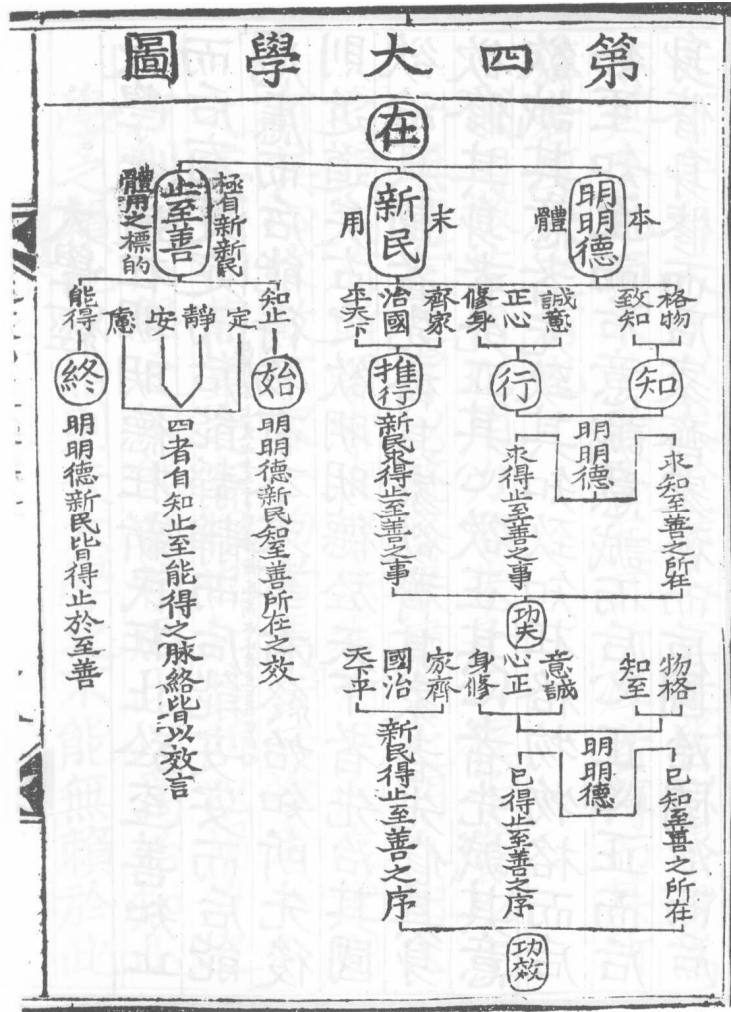 第四大學圖
在
本
明明德
體
末
新民
用
極自新新民
止至善
體用之標的
格物
致知
知
誠意
正心
修身
行
齊家
治國
平天下
推行
明明德
求知至善之所在
求得止至善之事
新民求得止至善之事
功夫
物格
知至
意誠
心正
身修
家齊
國治
天下平
明明德
已知至善之所在
已得止至善之序
新民得止至善之序
功效
知止
始
明明德新民知至善所在之效
定
靜
安
慮
四者自知止至能得之脉絡皆以效言
能得
終
明明德新民皆得止於至善